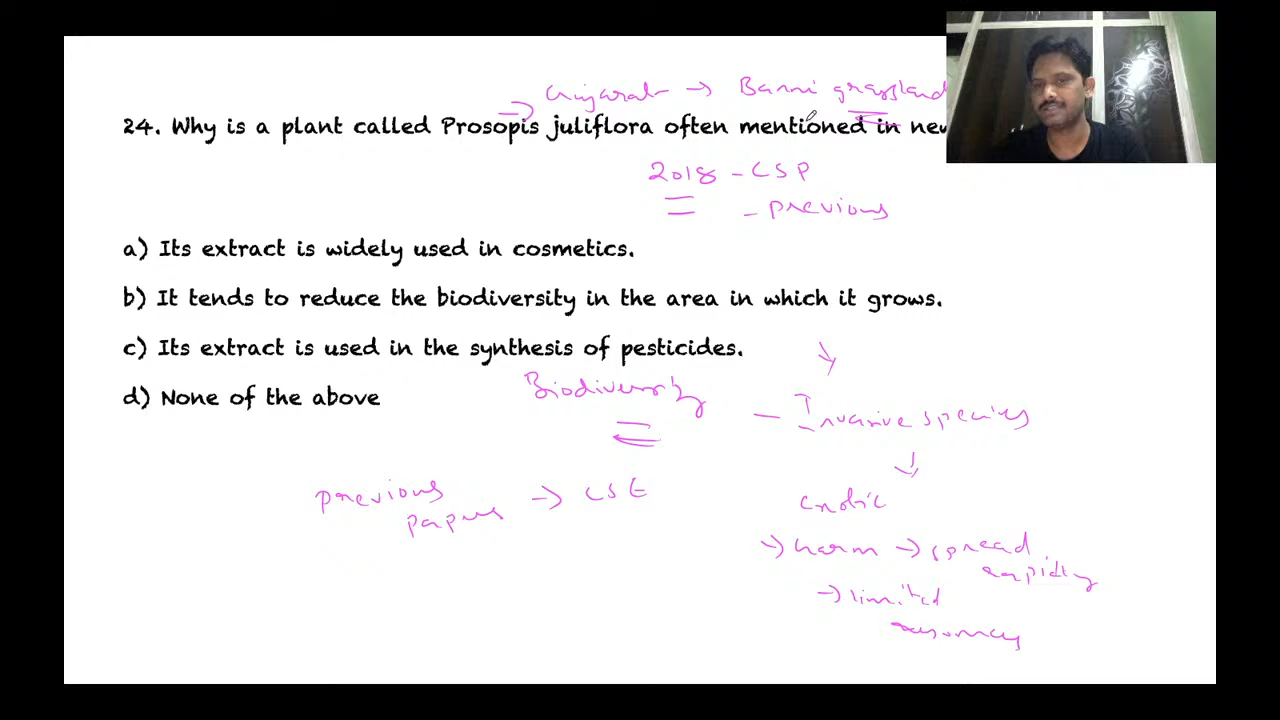 Gujarat → Banni grassland
24. Why is a plant called Prosopis juliflora often mentioned in new
2018 - CSP
- previous
a) Its extract is widely used in cosmetics.
b) It tends to reduce the biodiversity in the area in which it grows.
c) Its extract is used in the synthesis of pesticides.
d) None of the above
Biodiversity
- Invasive species
previous
papers → CSE
exotic
→ harm → spread
rapidly
→ limited
resources